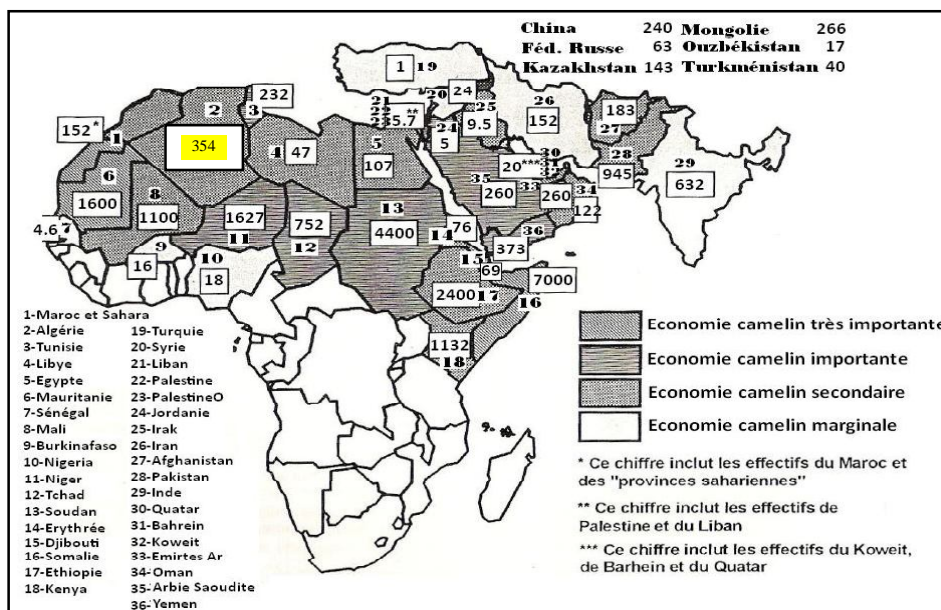 China 240 Mongolie 266
Féd. Russe 63 Ouzbékistan 17
Kazakhstan 143 Turkménistan 40
1 19
232 20 24 26 183
2 3 21 22 23 5.7** 25 9.5 152 27
152* 1 354 4 47 5 107 24 5 28 945 29
6 20*** 30 31 32 632
1600 8 1100 1627 752 13 35 260 33 260 34 122
4.6 7 9 11 12 4400 14 76 373 36
16 10 18 15 69 7000
2400 17 16
1132
18
1-Maroc et Sahara
2-Algérie
3-Tunisie
4-Libye
5-Egypte
6-Mauritanie
7-Sénégal
8-Mali
9-Burkinafaso
10-Nigeria
11-Niger
12-Tchad
13-Soudan
14-Erythrée
15-Djibouti
16-Somalie
17-Ethiopie
18-Kenya
19-Turquie
20-Syrie
21-Liban
22-Palestine
23-PalestineO
24-Jordanie
25-Irak
26-Iran
27-Afghanistan
28-Pakistan
29-Inde
30-Quatar
31-Bahrein
32-Koweit
33-Emirtes Ar
34-Oman
35-Arbie Saoudite
36-Yemen
Economie camelin très importante
Economie camelin importante
Economie camelin secondaire
Economie camelin marginale
* Ce chiffre inclut les effectifs du Maroc et
des "provinces sahariennes"
** Ce chiffre inclut les effectifs de
Palestine et du Liban
*** Ce chiffre inclut les effectifs du Koweit,
de Barhein et du Quatar